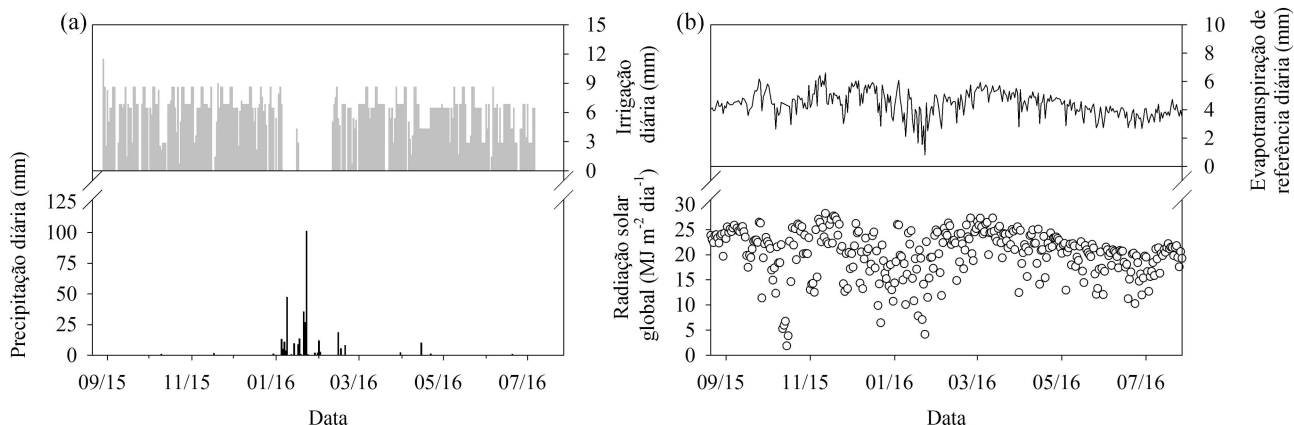 (a)
15
12
9
6
3
0
Irrigação
diária (mm)
Precipitação diária (mm)
125
100
75
50
25
0
09/15 11/15 01/16 03/16 05/16 07/16
Data
(b)
10
8
6
4
2
0
Evapotranspiração de
referência diária (mm)
Radiação solar
global (MJ m⁻² dia⁻¹)
30
25
20
15
10
5
0
09/15 11/15 01/16 03/16 05/16 07/16
Data